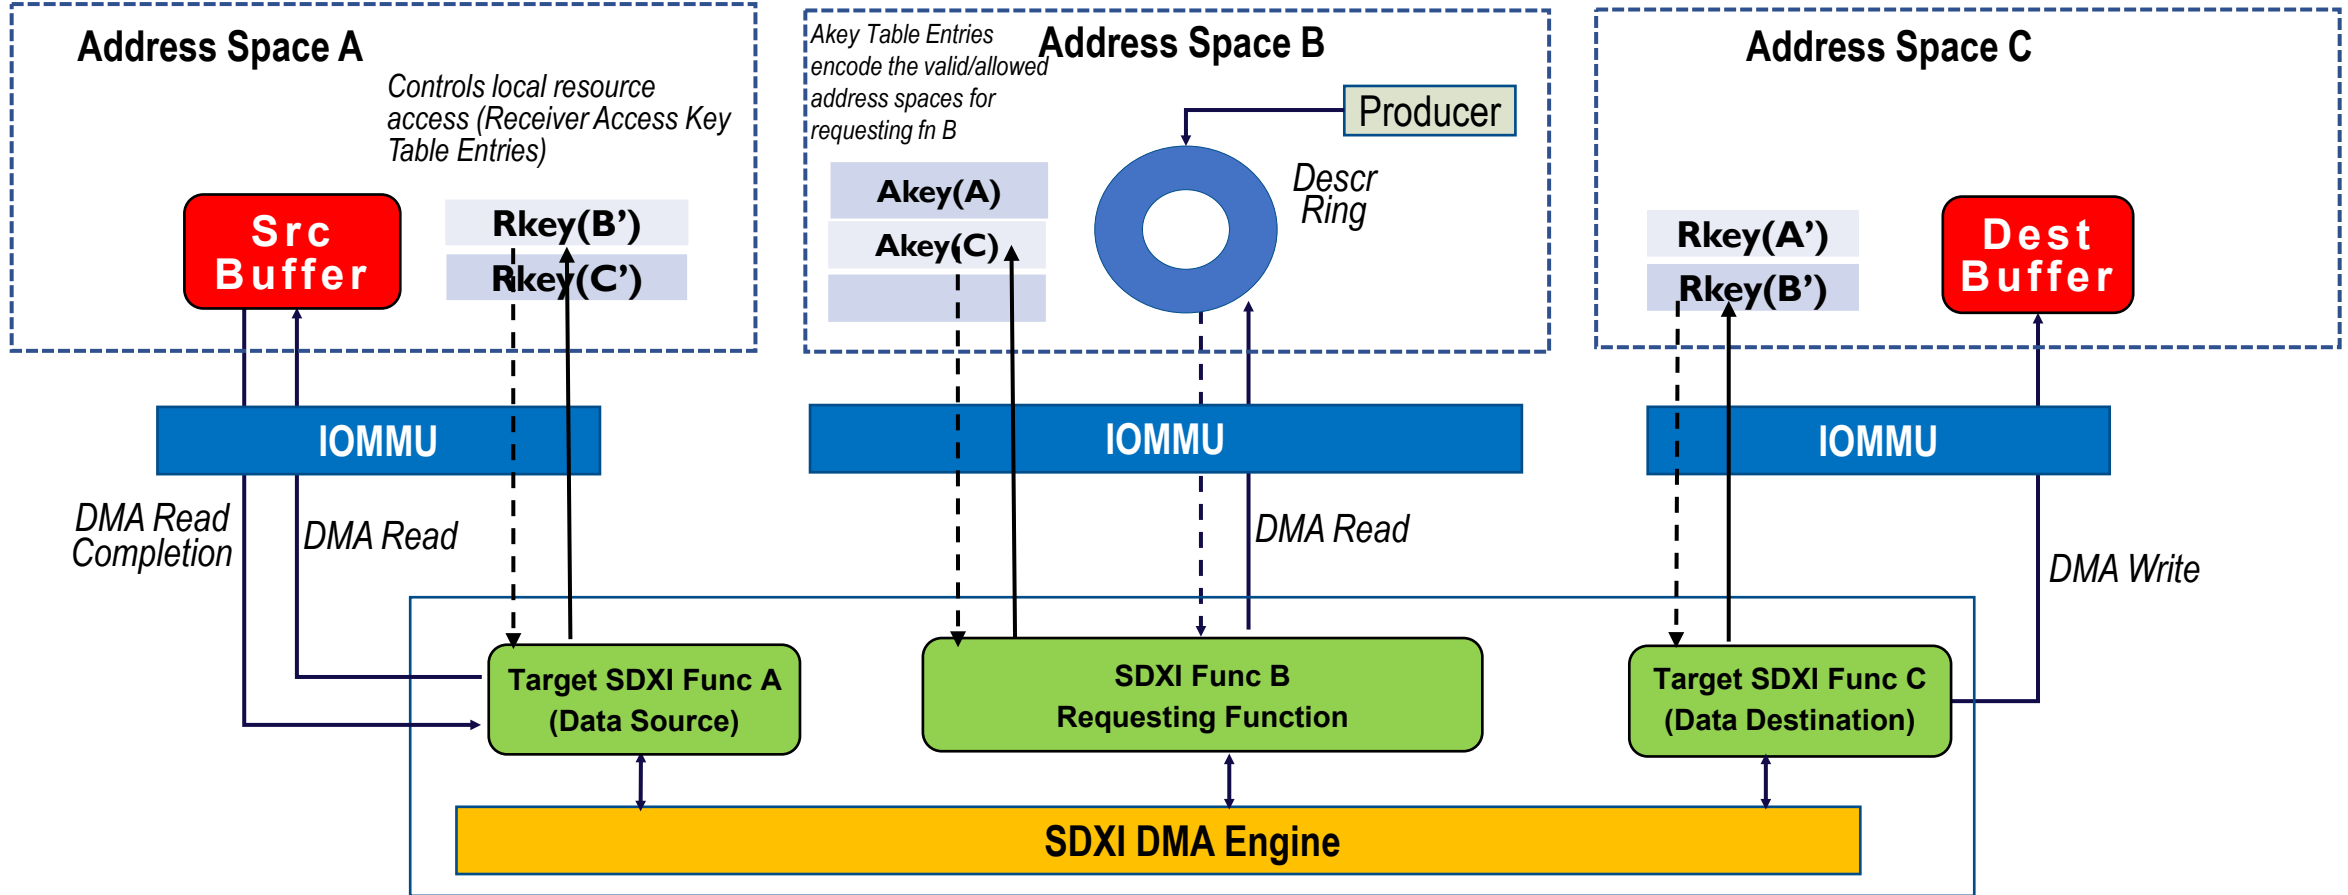 Address Space A
Controls local resource
access (Receiver Access Key
Table Entries)
Src
Buffer
Rkey(B’)
Rkey(C’)
Akey Table Entries
encode the valid/allowed
address spaces for
requesting fn B
Address Space B
Producer
Descr
Ring
Akey(A)
Akey(C)
Address Space C
Rkey(A’)
Rkey(B’)
Dest
Buffer
IOMMU
IOMMU
IOMMU
DMA Read
Completion
DMA Read
DMA Read
DMA Write
Target SDXI Func A
(Data Source)
SDXI Func B
Requesting Function
Target SDXI Func C
(Data Destination)
SDXI DMA Engine